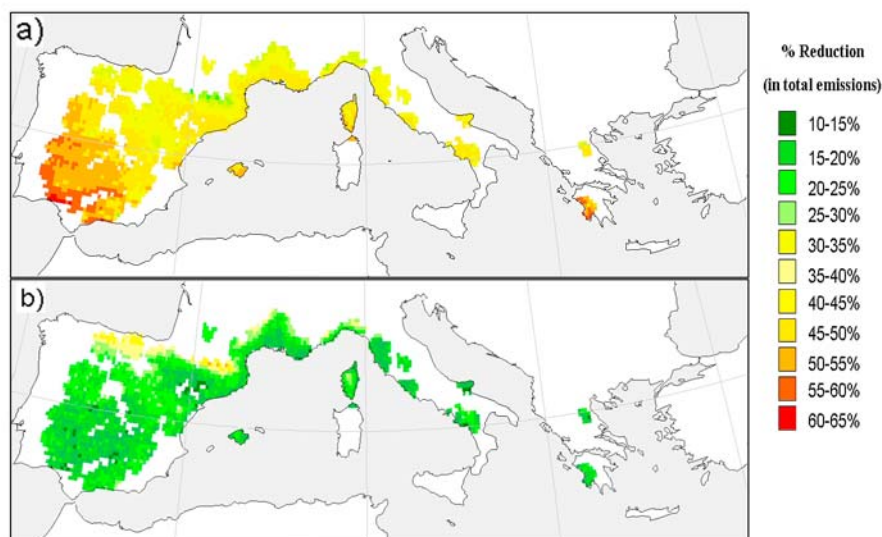 a)
b)
% Reduction
(in total emissions)
10-15%
15-20%
20-25%
25-30%
30-35%
35-40%
40-45%
45-50%
50-55%
55-60%
60-65%